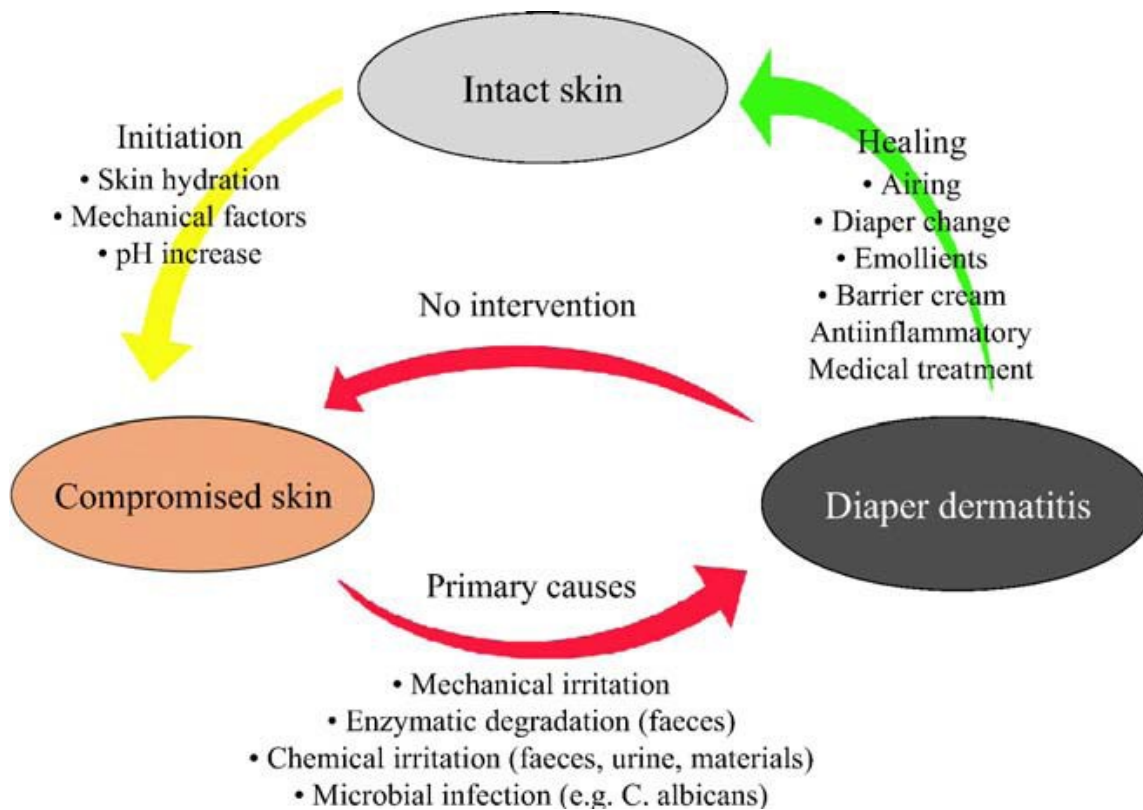 Intact skin
Initiation
• Skin hydration
• Mechanical factors
• pH increase
Healing
• Airing
• Diaper change
• Emollients
• Barrier cream
Antiinflammatory
Medical treatment
No intervention
Compromised skin
Diaper dermatitis
Primary causes
• Mechanical irritation
• Enzymatic degradation (faeces)
• Chemical irritation (faeces, urine, materials)
• Microbial infection (e.g. C. albicans)